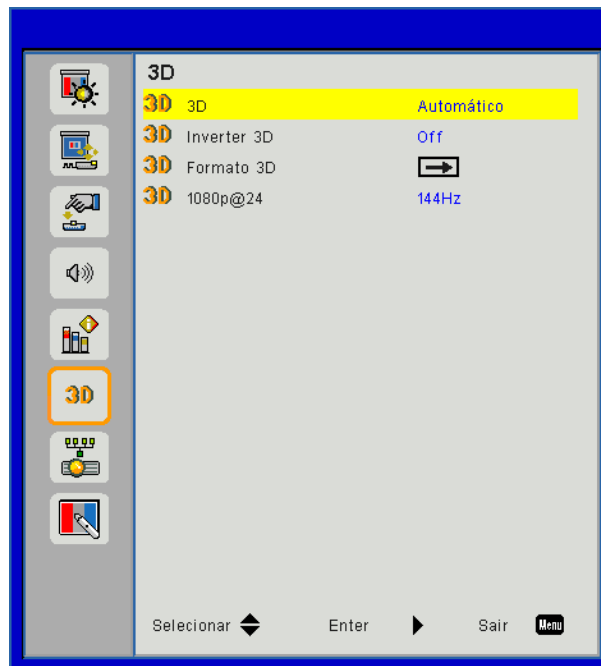 3D
3D 3D Automático
3D Inverter 3D Off
3D Formato 3D
3D 1080p@24 144Hz
3D
Selecionar Enter Sair Menu